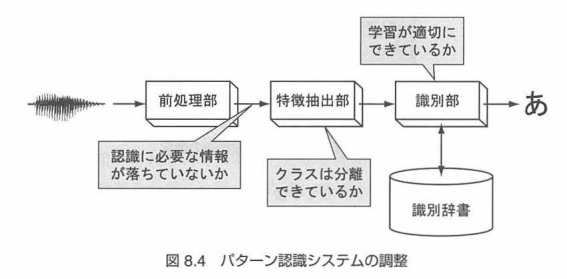 学習が適切に
できているか
前処理部
特徴抽出部
識別部
あ
認識に必要な情報
が落ちていないか
クラスは分離
できているか
識別辞書
図 8.4 パターン認識システムの調整